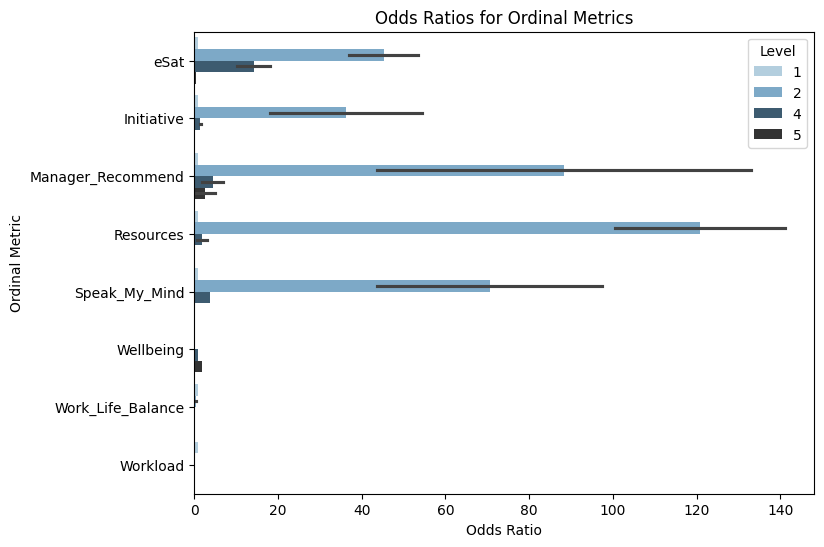 Odds Ratios for Ordinal Metrics
Level
1
2
4
5
eSat
Initiative
Manager_Recommend
Resources
Speak_My_Mind
Wellbeing
Work_Life_Balance
Workload
Ordinal Metric
0 20 40 60 80 100 120 140
Odds Ratio